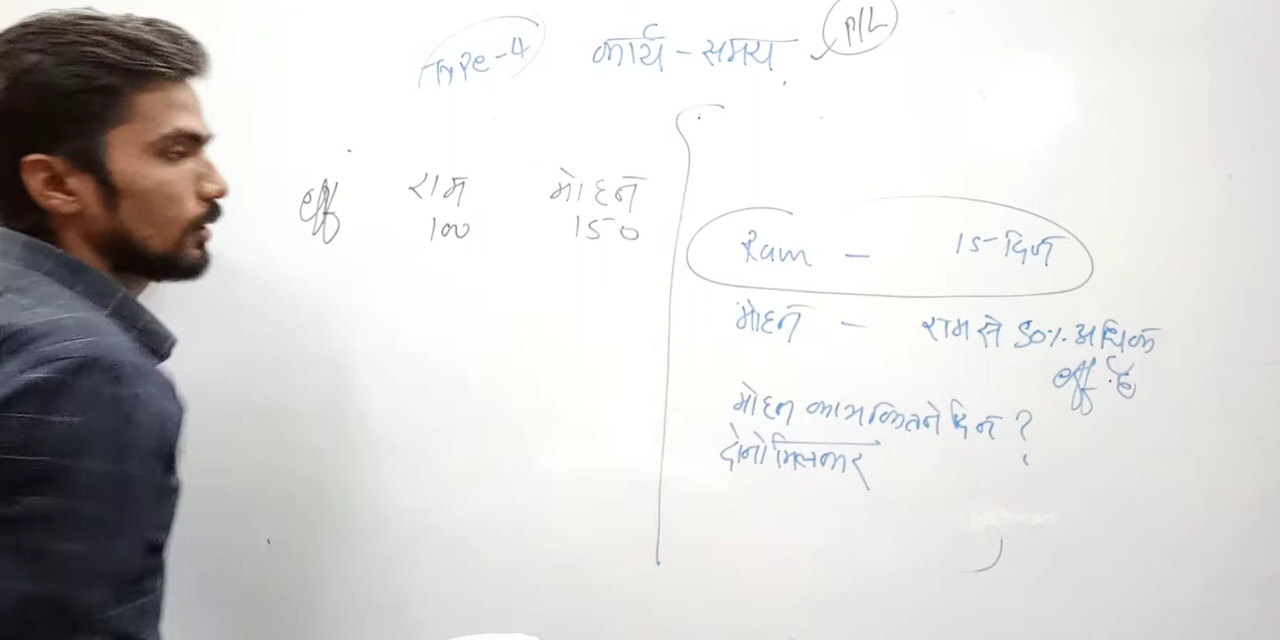 Type-4 कार्य - समय P/L
eff राम मोहन
100 150
Ram - 15 दिन
मोहन - राम से 50% अधिक
eff. है
मोहन काम कितने दिन ?
दोनो मिलकर